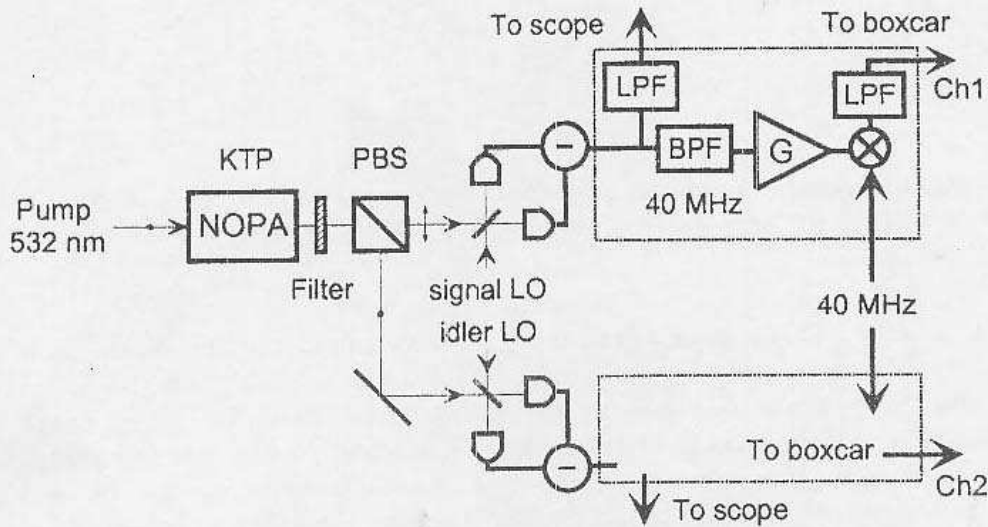 To scope
To boxcar
LPF
LPF
Ch1
KTP
PBS
BPF
G
Pump
532 nm
NOPA
40 MHz
Filter
signal LO
idler LO
40 MHz
To boxcar
Ch2
To scope